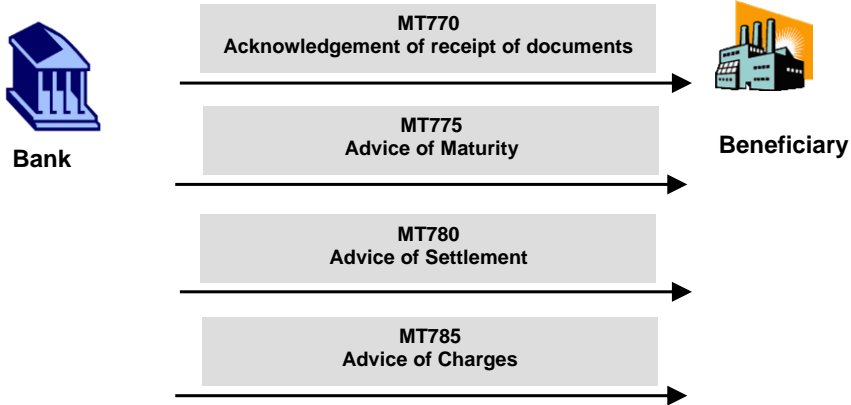 MT770
Acknowledgement of receipt of documents
Bank
Beneficiary
MT775
Advice of Maturity
MT780
Advice of Settlement
MT785
Advice of Charges